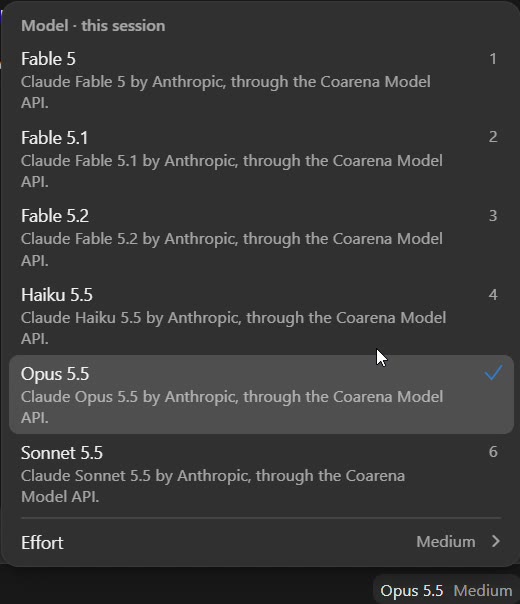 Model · this session
Fable 5 1
Claude Fable 5 by Anthropic, through the Coarena Model
API.
Fable 5.1 2
Claude Fable 5.1 by Anthropic, through the Coarena Model
API.
Fable 5.2 3
Claude Fable 5.2 by Anthropic, through the Coarena Model
API.
Haiku 5.5 4
Claude Haiku 5.5 by Anthropic, through the Coarena Model
API.
Opus 5.5
Claude Opus 5.5 by Anthropic, through the Coarena Model
API.
Sonnet 5.5 6
Claude Sonnet 5.5 by Anthropic, through the Coarena
Model API.
Effort Medium
Opus 5.5 Medium